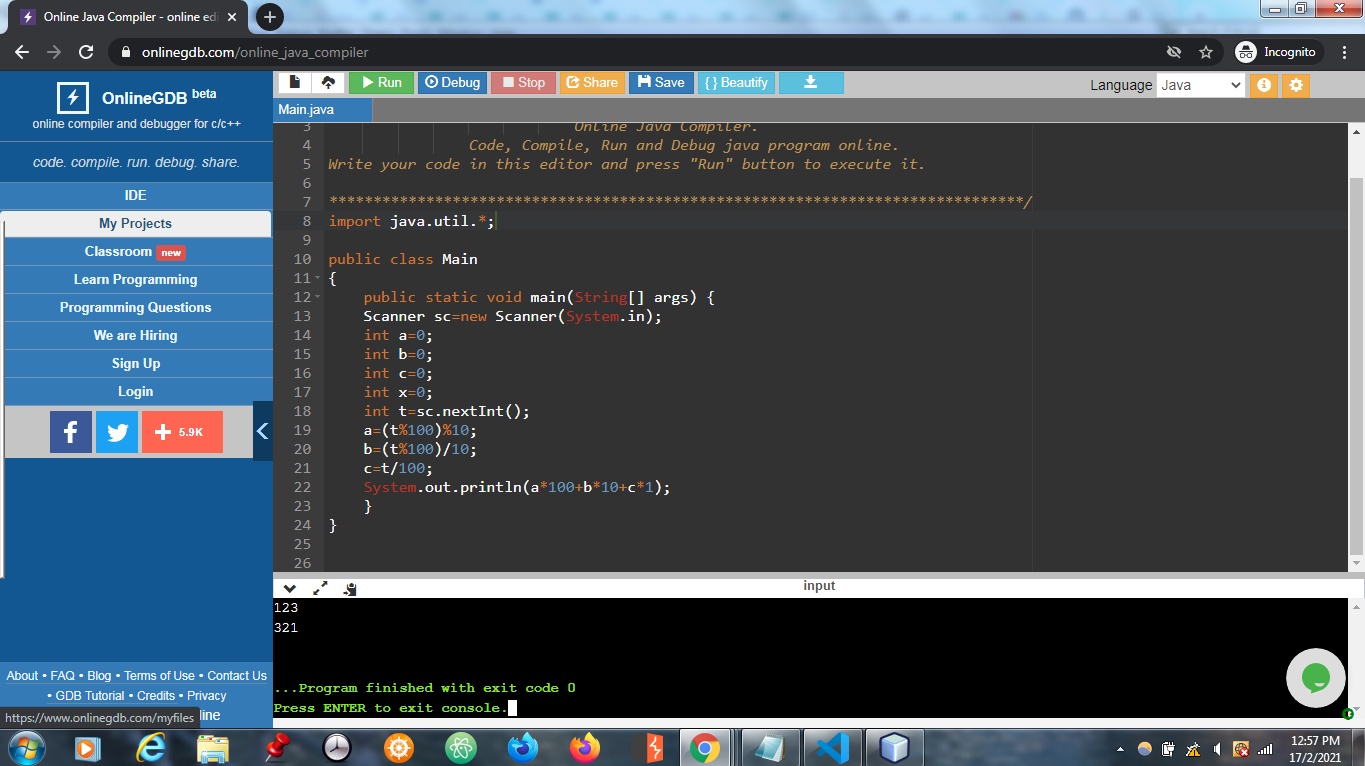 Online Java Compiler - online edi
onlinegdb.com/online_java_compiler
Incognito
OnlineGDB beta
online compiler and debugger for c/c++
code. compile. run. debug. share.
IDE
My Projects
Classroom new
Learn Programming
Programming Questions
We are Hiring
Sign Up
Login
5.9K
About • FAQ • Blog • Terms of Use • Contact Us
• GDB Tutorial • Credits • Privacy
line
https://www.onlinegdb.com/myfiles
Run Debug Stop Share Save { } Beautify
Language Java
Main.java
3 Online Java Compiler.
4 Code, Compile, Run and Debug java program online.
5 Write your code in this editor and press "Run" button to execute it.
6
7 *******************************************************************************/
8 import java.util.*;
9
10 public class Main
11 {
12 public static void main(String[] args) {
13 Scanner sc=new Scanner(System.in);
14 int a=0;
15 int b=0;
16 int c=0;
17 int x=0;
18 int t=sc.nextInt();
19 a=(t%100)%10;
20 b=(t%100)/10;
21 c=t/100;
22 System.out.println(a*100+b*10+c*1);
23 }
24 }
25
26
input
123
321
...Program finished with exit code 0
Press ENTER to exit console.
12:57 PM
17/2/2021